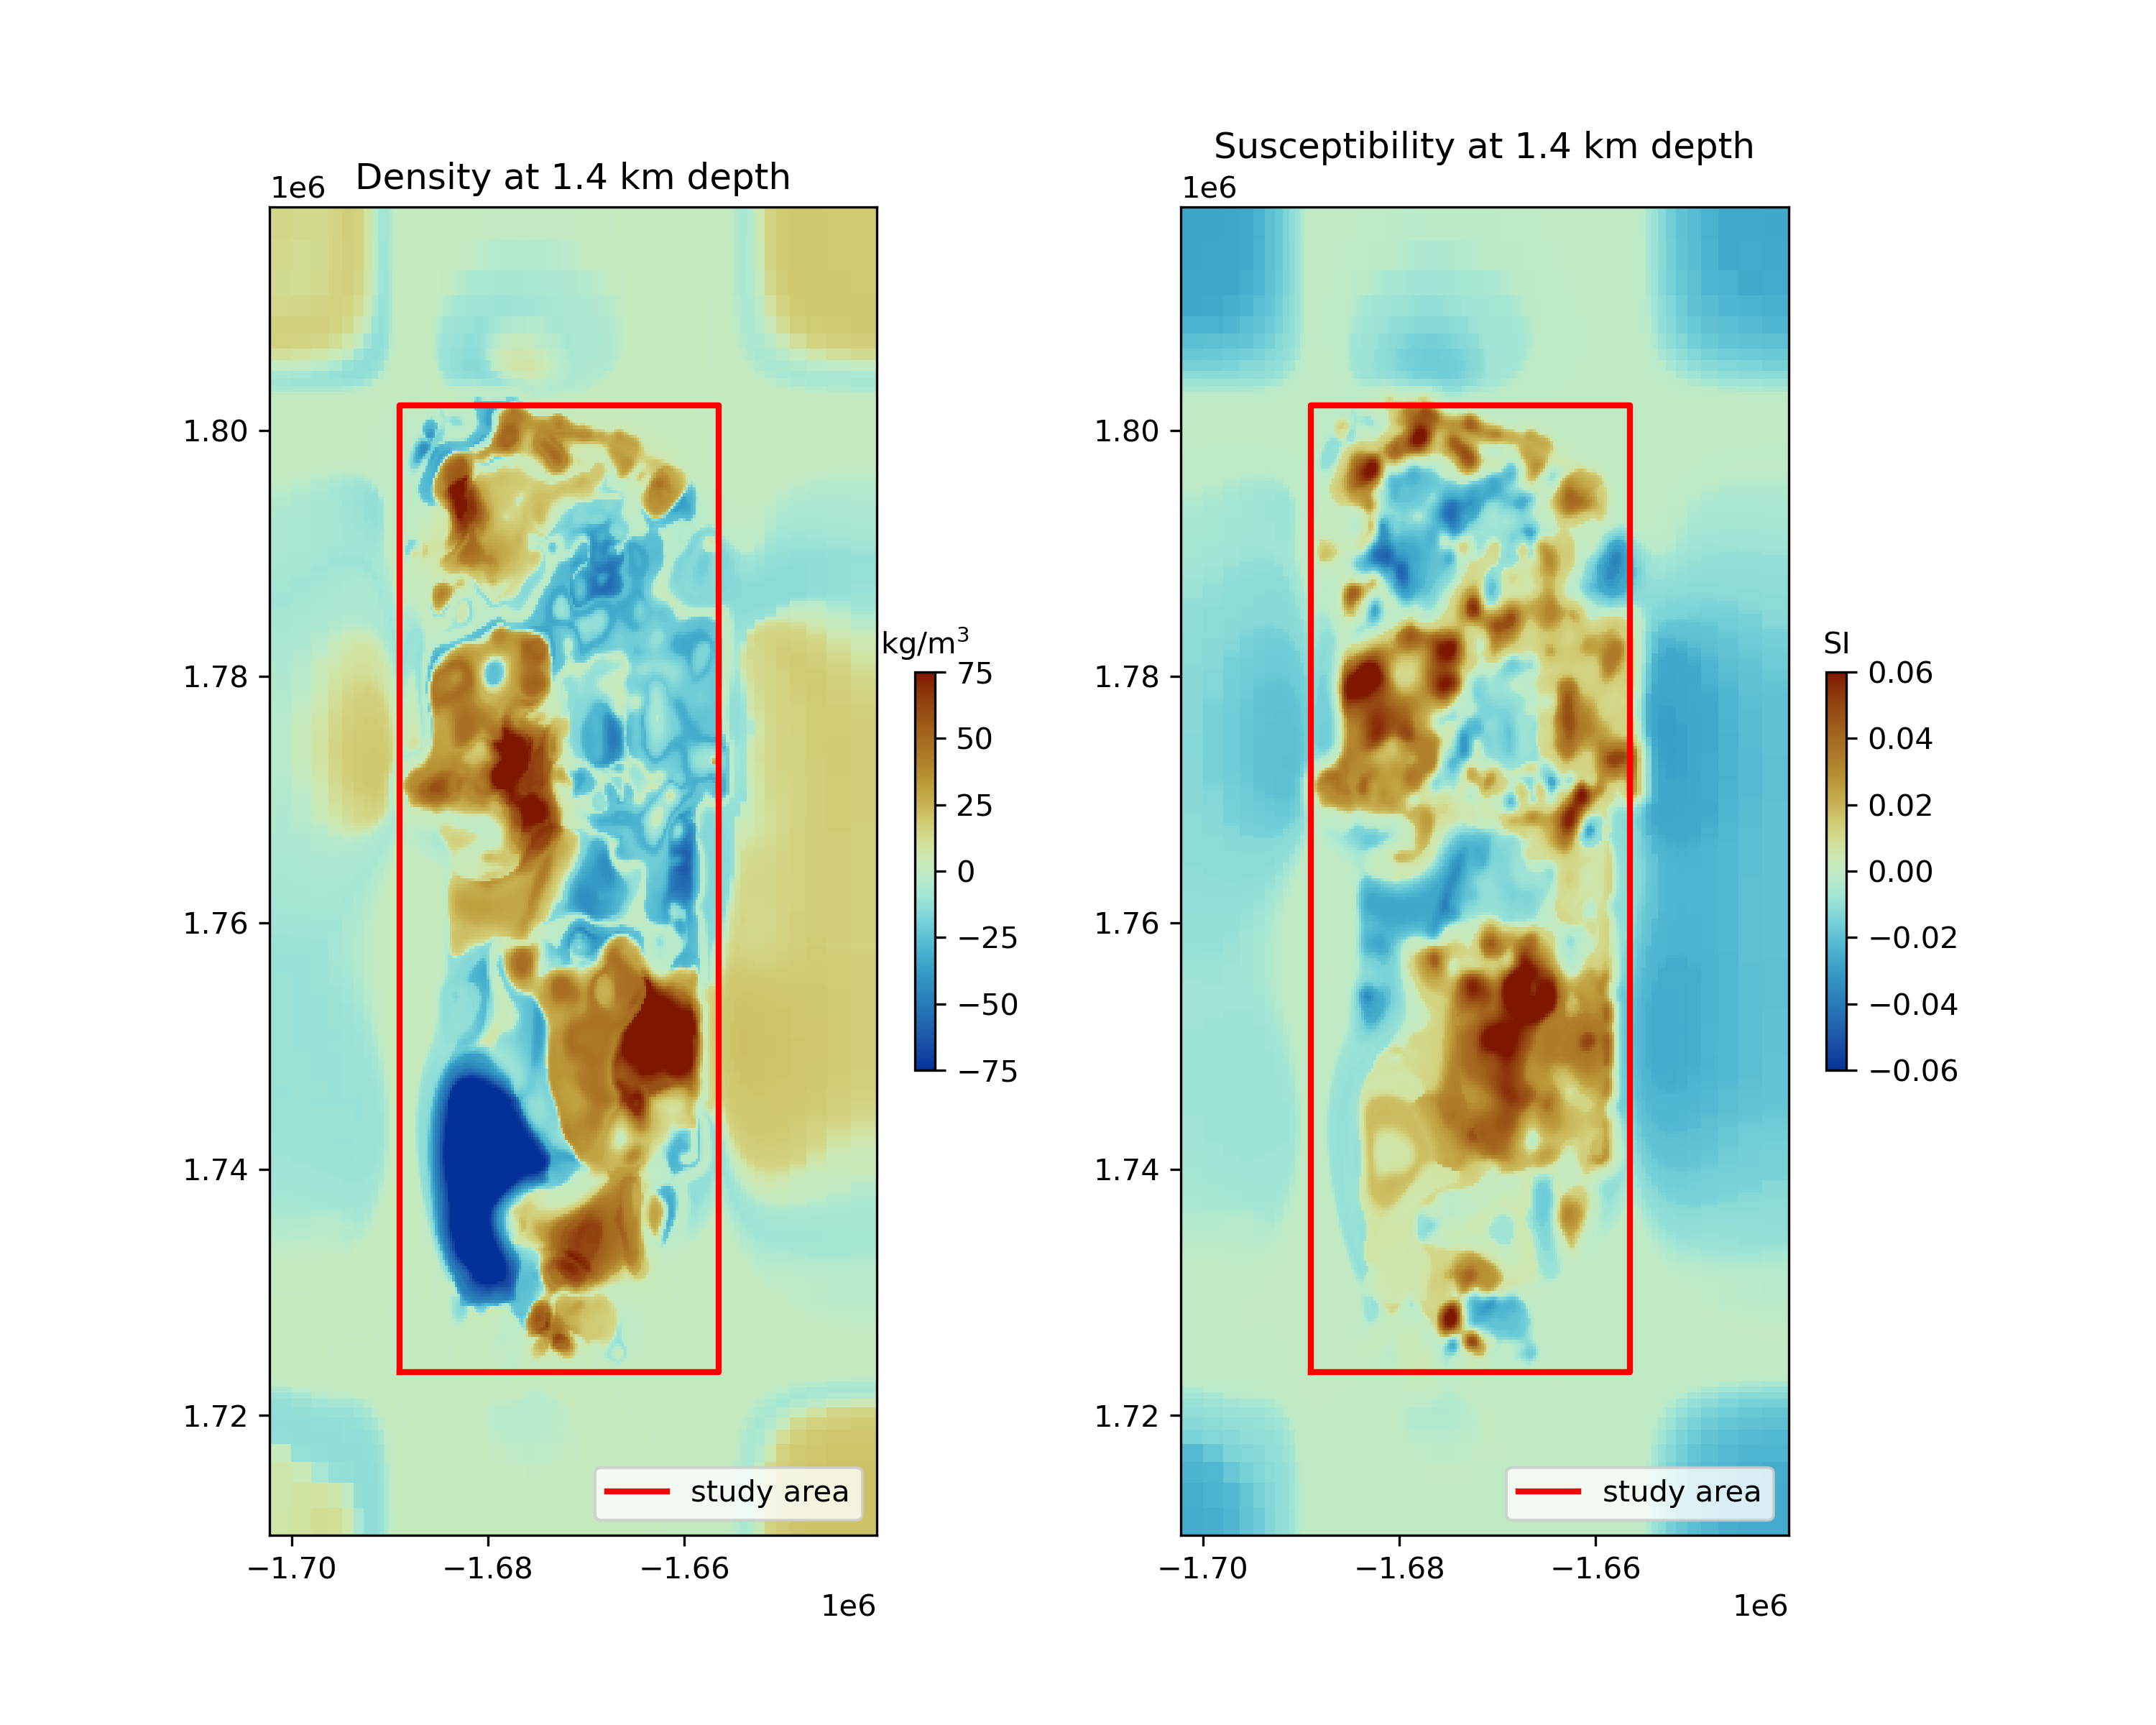 Density at 1.4 km depth
1e6
1.80
1.78
1.76
1.74
1.72
−1.70 −1.68 −1.66
1e6
study area
kg/m³
75
50
25
0
−25
−50
−75
Susceptibility at 1.4 km depth
1e6
1.80
1.78
1.76
1.74
1.72
−1.70 −1.68 −1.66
1e6
study area
SI
0.06
0.04
0.02
0.00
−0.02
−0.04
−0.06